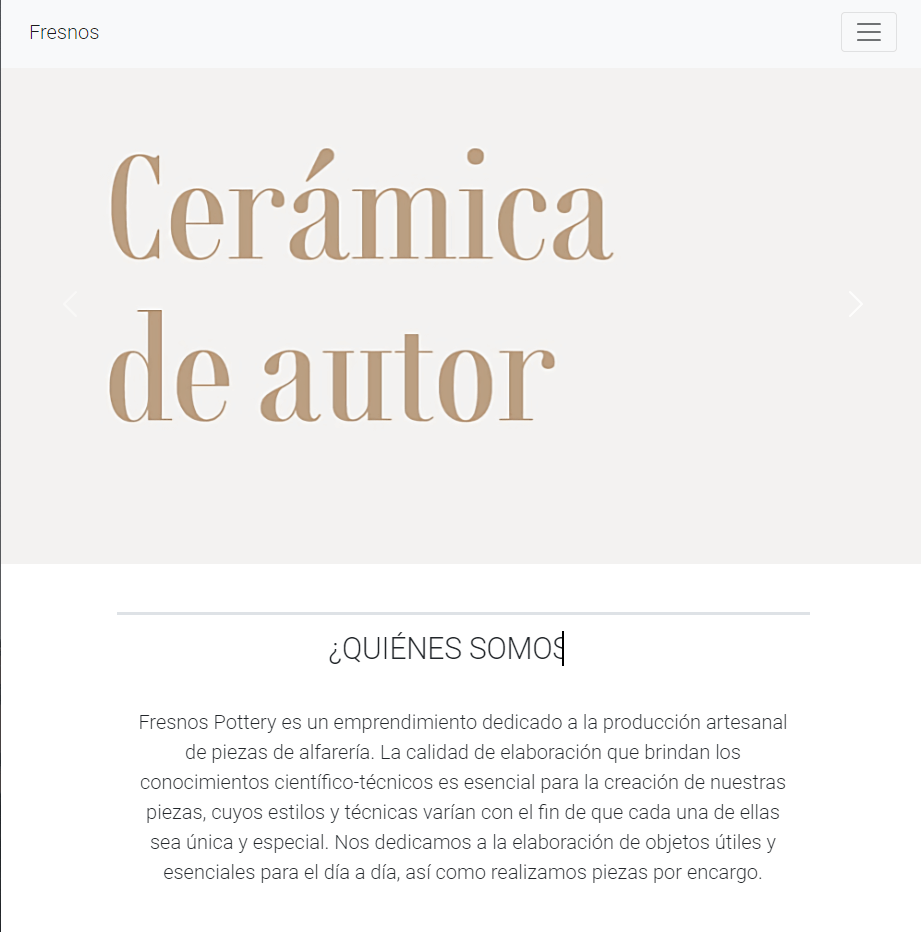 Fresnos
Cerámica
de autor
¿QUIÉNES SOMOS
Fresnos Pottery es un emprendimiento dedicado a la producción artesanal
de piezas de alfarería. La calidad de elaboración que brindan los
conocimientos científico-técnicos es esencial para la creación de nuestras
piezas, cuyos estilos y técnicas varían con el fin de que cada una de ellas
sea única y especial. Nos dedicamos a la elaboración de objetos útiles y
esenciales para el día a día, así como realizamos piezas por encargo.